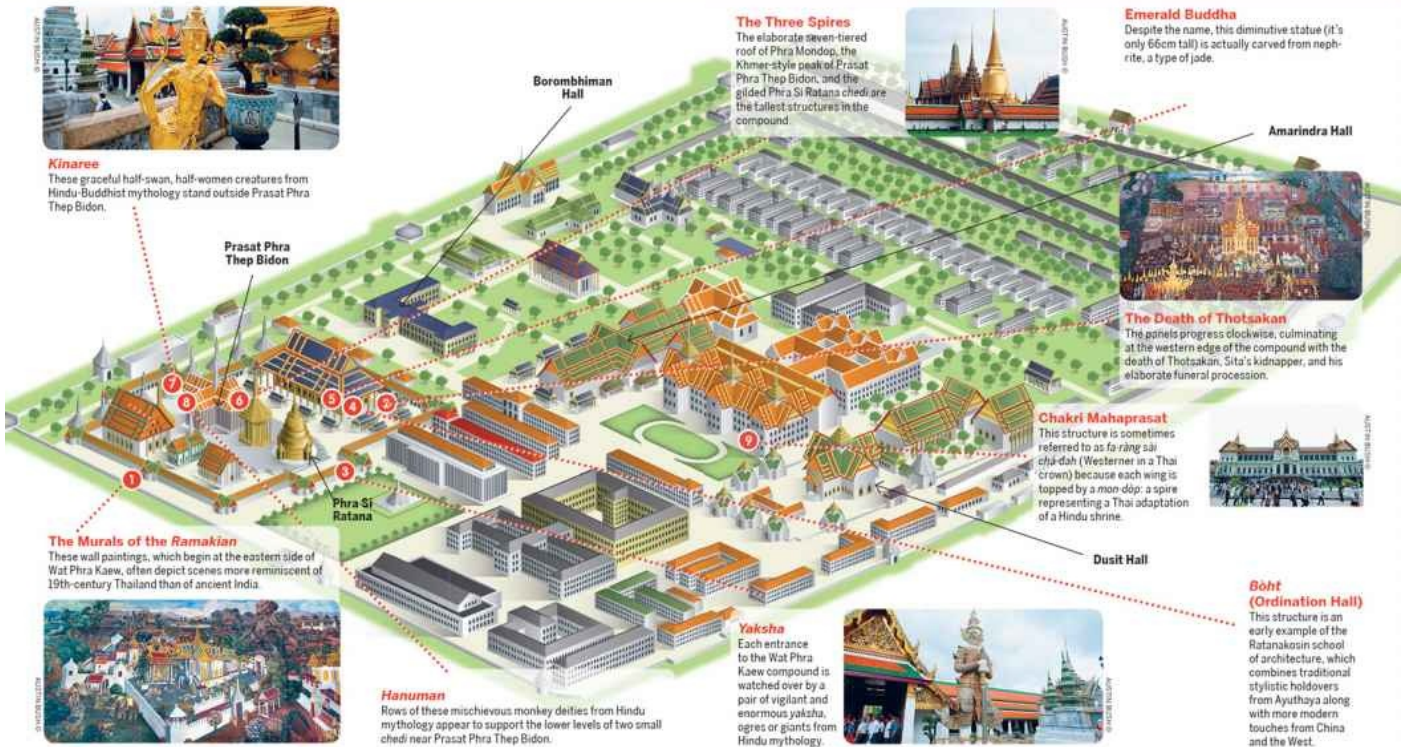 AUSTIN BUSH ©
Kinaree
These graceful half-swan, half-women creatures from
Hindu-Buddhist mythology stand outside Prasat Phra
Thep Bidon.
Prasat Phra
Thep Bidon
Borombhiman
Hall
The Three Spires
The elaborate seven-tiered
roof of Phra Mondop, the
Khmer-style peak of Prasat
Phra Thep Bidon, and the
gilded Phra Si Ratana chedi are
the tallest structures in the
compound.
AUSTIN BUSH ©
Emerald Buddha
Despite the name, this diminutive statue (it's
only 66cm tall) is actually carved from neph-
rite, a type of jade.
Amarindra Hall
AUSTIN BUSH ©
The Death of Thotsakan
The panels progress clockwise, culminating
at the western edge of the compound with the
death of Thotsakan, Sita's kidnapper, and his
elaborate funeral procession.
7
8
6
5
4
2
1
3
9
Phra Si
Ratana
Chakri Mahaprasat
This structure is sometimes
referred to as fa·ràng sài
chá·dah (Westerner in a Thai
crown) because each wing is
topped by a mon·dòp: a spire
representing a Thai adaptation
of a Hindu shrine.
AUSTIN BUSH ©
Dusit Hall
The Murals of the Ramakian
These wall paintings, which begin at the eastern side of
Wat Phra Kaew, often depict scenes more reminiscent of
19th-century Thailand than of ancient India.
AUSTIN BUSH ©
Hanuman
Rows of these mischievous monkey deities from Hindu
mythology appear to support the lower levels of two small
chedi near Prasat Phra Thep Bidon.
Yaksha
Each entrance
to the Wat Phra
Kaew compound is
watched over by a
pair of vigilant and
enormous yaksha,
ogres or giants from
Hindu mythology.
AUSTIN BUSH ©
Bòht
(Ordination Hall)
This structure is an
early example of the
Ratanakosin school
of architecture, which
combines traditional
stylistic holdovers
from Ayuthaya along
with more modern
touches from China
and the West.